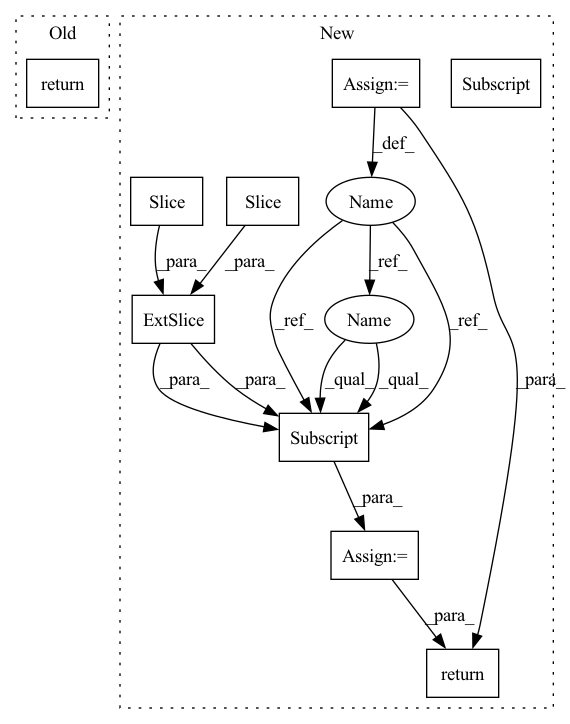 Old
New
return
Assign:=
Subscript
_def_
Slice
Slice
Name
_para_
_para_
_ref_
ExtSlice
Name
_ref_
_ref_
_para_
_para_
_para_
_qual_
_qual_
Subscript
_para_
Assign:=
_para_
return